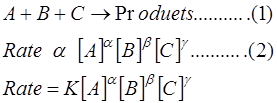 A + B + C → Pr oduets..........(1)
Rate α [A]^α[B]^β[C]^γ..........(2)
Rate = K[A]^α[B]^β[C]^γ